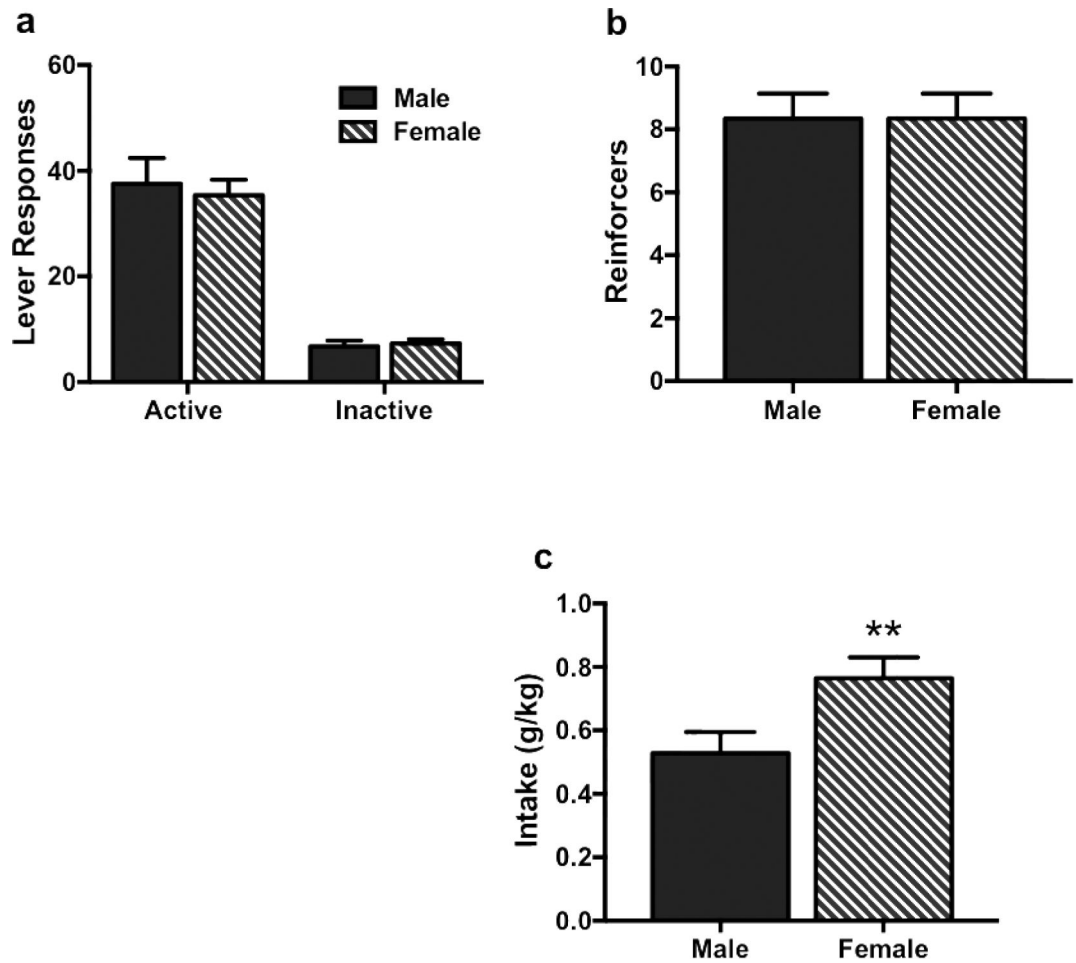 a
Lever Responses
60
40
20
0
Male
Female
Active
Inactive
b
Reinforcers
10
8
6
4
2
0
Male
Female
c
Intake (g/kg)
1.0
0.8
0.6
0.4
0.2
0.0
**
Male
Female